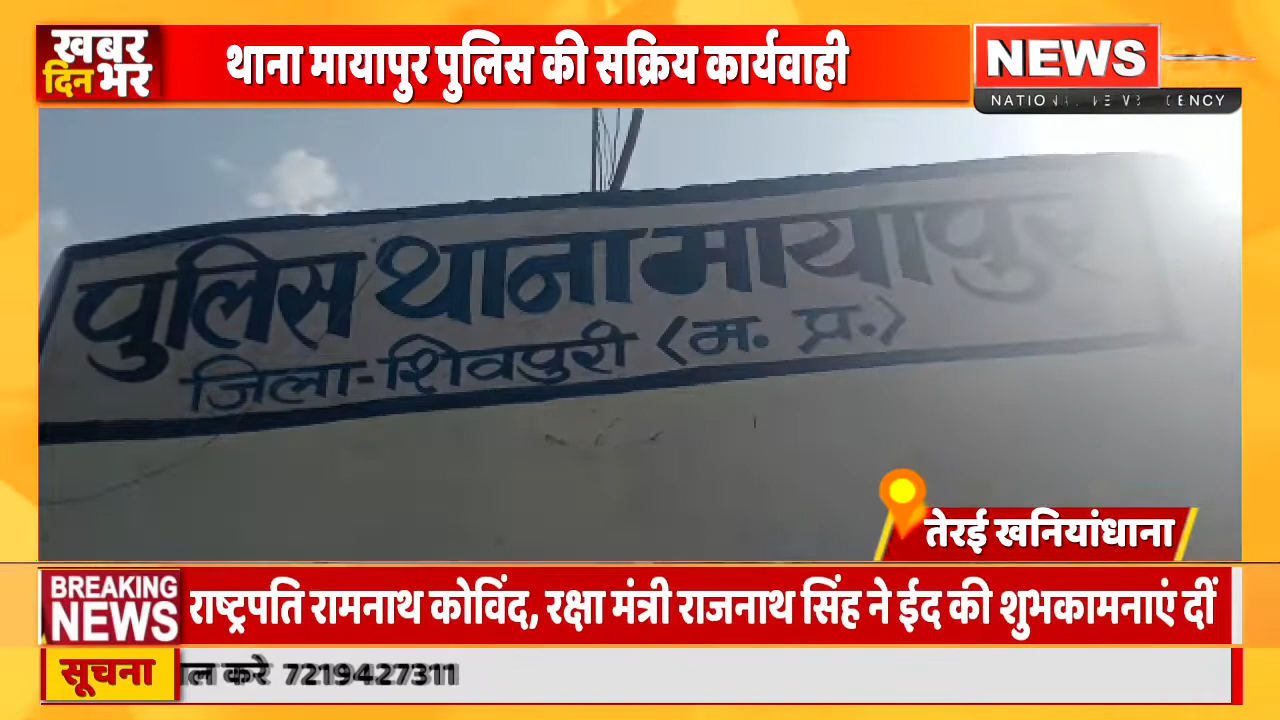 खबर
दिन भर
थाना मायापुर पुलिस की सक्रिय कार्यवाही
NEWS
पुलिस थाना मायापुर
जिला-शिवपुरी (म. प्र.)
तेरई खनियांधाना
BREAKING
NEWS
राष्ट्रपति रामनाथ कोविंद, रक्षा मंत्री राजनाथ सिंह ने ईद की शुभकामनाएं दीं
सूचना
करे 7219427311